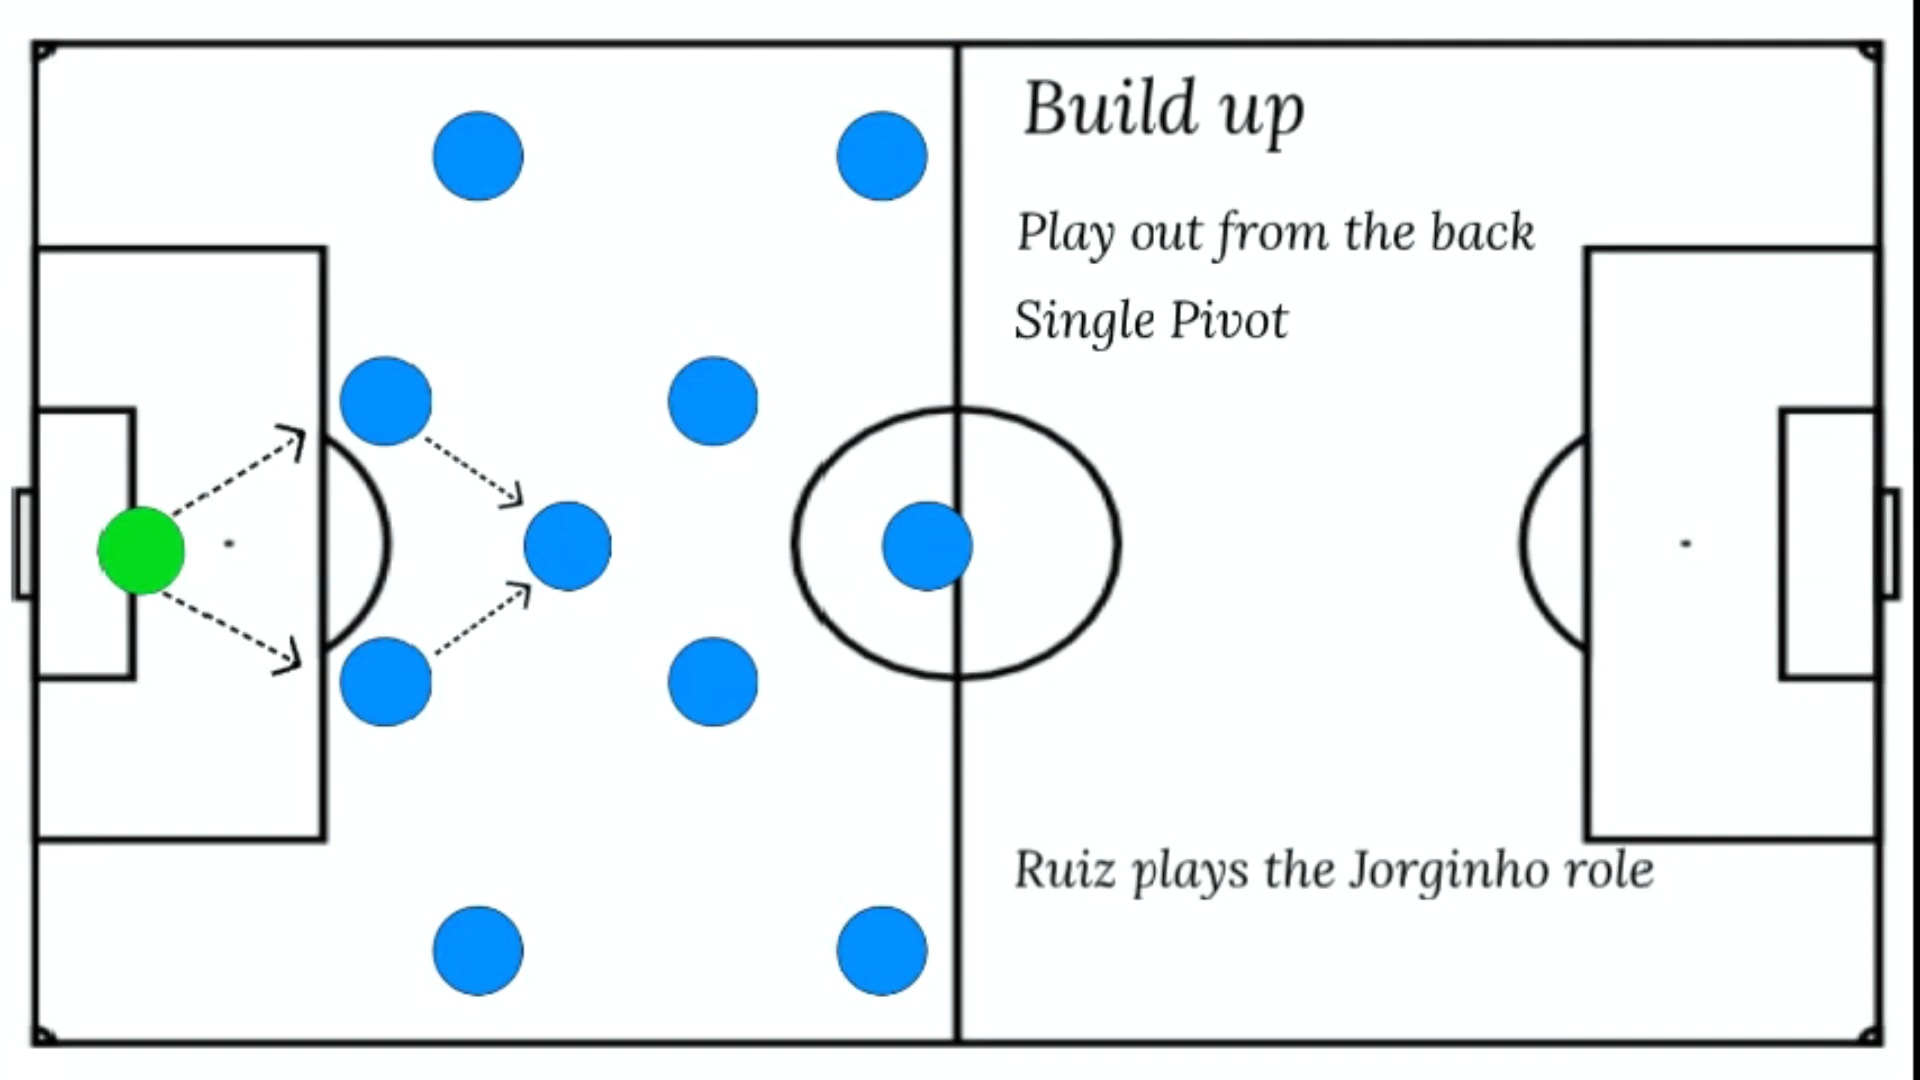 Build up
Play out from the back
Single Pivot
Ruiz plays the Jorginho role